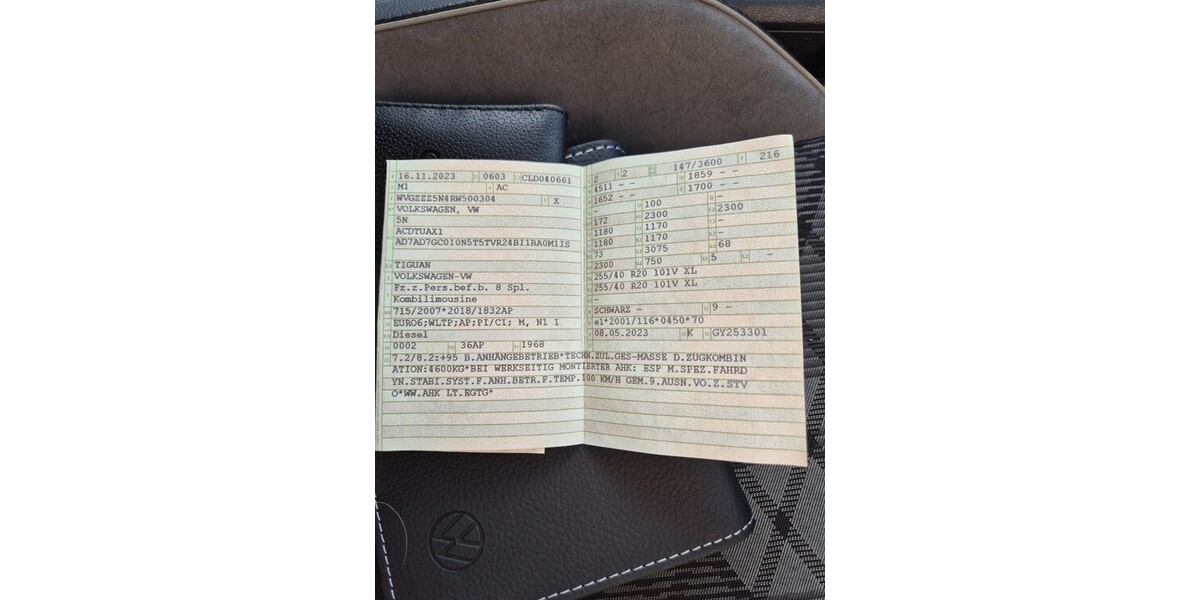 16.11.2023 0603 CLD040661
M1 AC
WVGZZZ5N4RW500304 X
VOLKSWAGEN, VW
5N
ACDTUAX1
AD7AD7GC010N5T5TVR24BI1BA0M1IS
TIGUAN
VOLKSWAGEN-VW
Fz.z.Pers.bef.b. 8 Spl.
Kombilimousine
715/2007*2018/1832AP
EURO6;WLTP;AP;PI/CI; M, N1 I
Diesel
0002 36AP 1968
2 2 147/3600 216
4511 - - 1859 - -
1652 - - 1700 - -
- 100 -
172 2300 2300
1180 1170 -
1180 1170 -
73 3075 68
2300 750 5 -
255/40 R20 101V XL
255/40 R20 101V XL
-
SCHWARZ - 9 -
e1*2001/116*0450*70
08.05.2023 K GY253301
7.2/8.2:+95 B.ANHÄNGEBETRIEB*TECHN.ZUL.GES-MASSE D.ZUGKOMBIN
ATION:4600KG*BEI WERKSEITIG MONTIERTER AHK: ESP M.SPEZ.FAHRD
YN.STABI.SYST.F.ANH.BETR.F.TEMP.100 KM/H GEM.9.AUSN.VO.Z.STV
O*WW.AHK LT.EGTG*